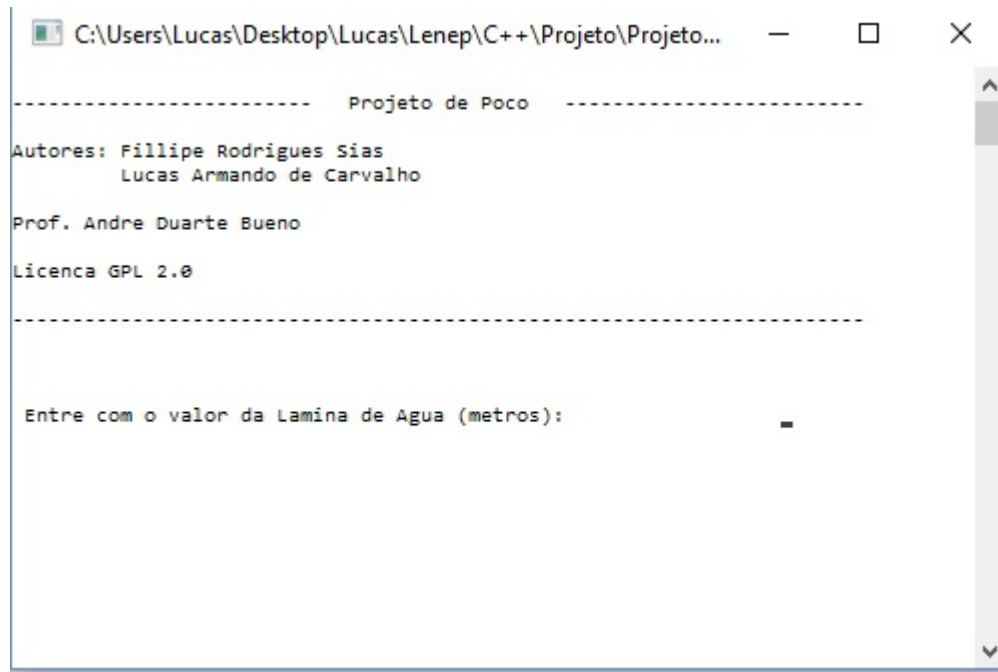 C:\Users\Lucas\Desktop\Lucas\Lenep\C++\Projeto\Projeto...
------------------------- Projeto de Poco -------------------------
Autores: Fillipe Rodrigues Sias
Lucas Armando de Carvalho
Prof. Andre Duarte Bueno
Licenca GPL 2.0
-----------------------------------------------------------------------
Entre com o valor da Lamina de Agua (metros):